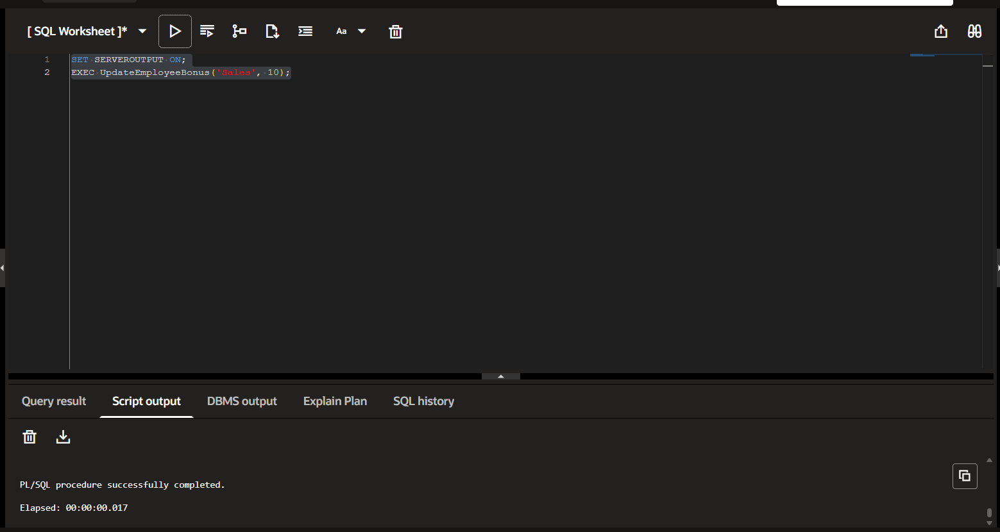 [ SQL Worksheet ]*
Aa
1 SET SERVEROUTPUT ON;
2 EXEC UpdateEmployeeBonus('Sales', 10);
Query result Script output DBMS output Explain Plan SQL history
PL/SQL procedure successfully completed.
Elapsed: 00:00:00.017